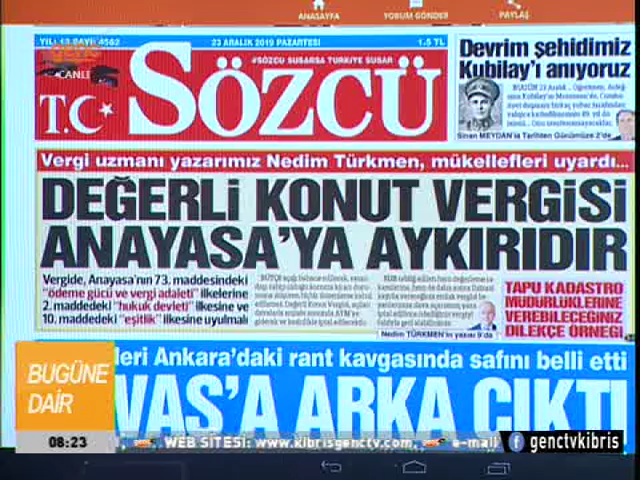 ANASAYFA
YORUM GÖNDER
PAYLAŞ
YIL: 13 SAYI: 4562
23 ARALIK 2019 PAZARTESİ
1.5 TL
GENÇ
CANLI
#SÖZCÜ SUSARSA TÜRKİYE SUSAR
T.C
SÖZCÜ
Devrim şehidimiz
Kubilay'ı anıyoruz
Sinan MEYDAN'la Tarihten Günümüze 2'de
Vergi uzmanı yazarımız Nedim Türkmen, mükellefleri uyardı...
DEĞERLİ KONUT VERGİSİ
ANAYASA'YA AYKIRIDIR
Vergide, Anayasa'nın 73. maddesindeki
"ödeme gücü ve vergi adaleti" ilkelerine
2. maddedeki "hukuk devleti" ilkesine ve
10. maddedeki "eşitlik" ilkesine uyulmalı
Nedim TÜRKMEN'in yazısı 9'da
TAPU KADASTRO
MÜDÜRLÜKLERİNE
VEREBİLECEĞİNİZ
DİLEKÇE ÖRNEĞİ
leri Ankara'daki rant kavgasında safını belli etti
VAŞ'A ARKA ÇIKTI
BUGÜNE
DAİR
08:23
WEB SİTESİ: www.kibrisgenctv.com
e-mail
genctvkibris